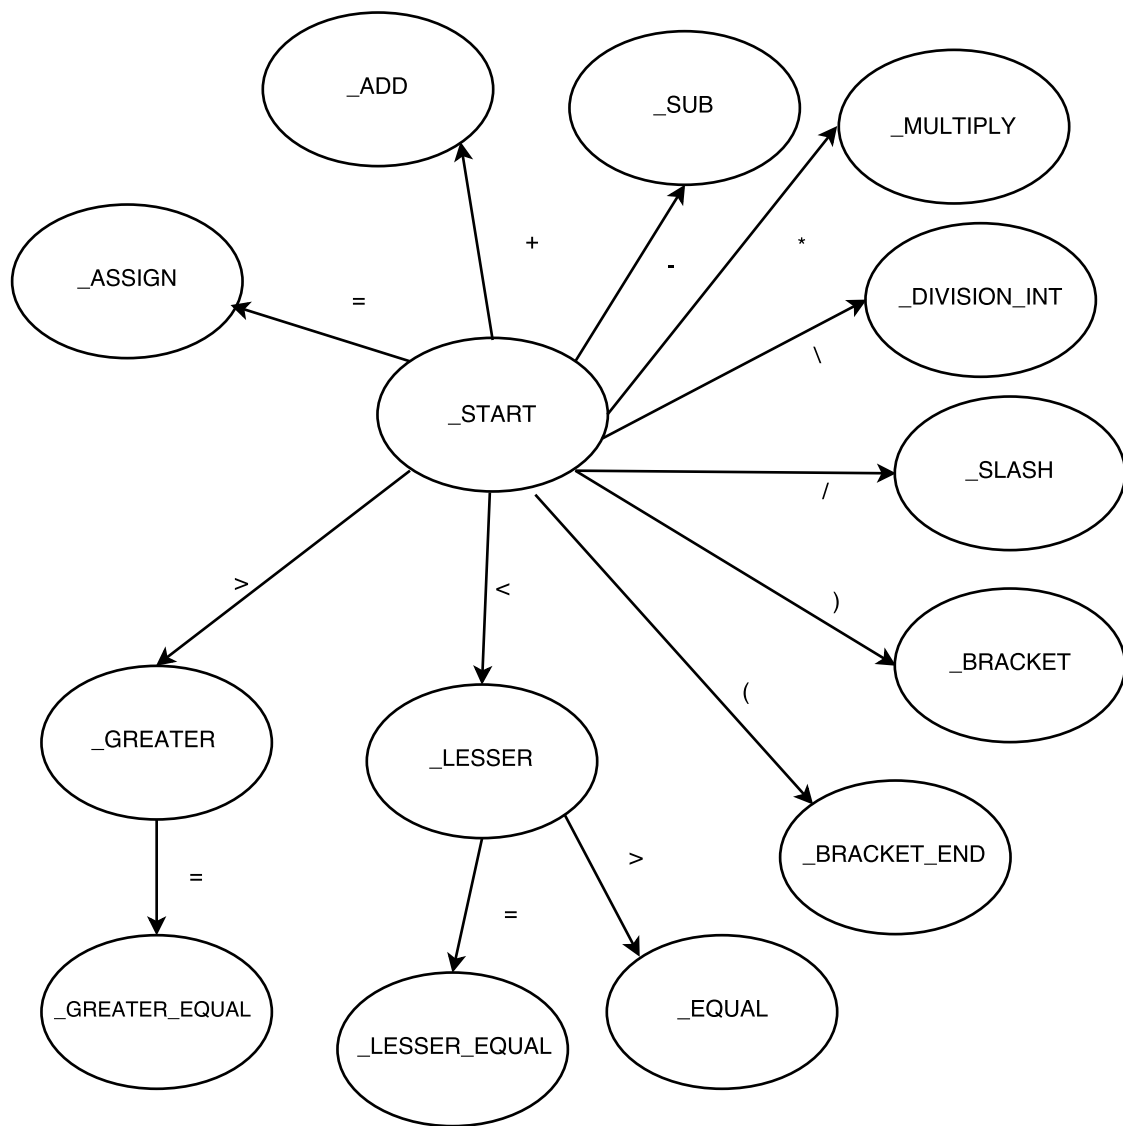 _ADD
_SUB
_MULTIPLY
+
-
*
_ASSIGN
=
_DIVISION_INT
\
_START
_SLASH
/
>
<
)
_BRACKET
(
_GREATER
_LESSER
_BRACKET_END
=
=
>
_GREATER_EQUAL
_LESSER_EQUAL
_EQUAL